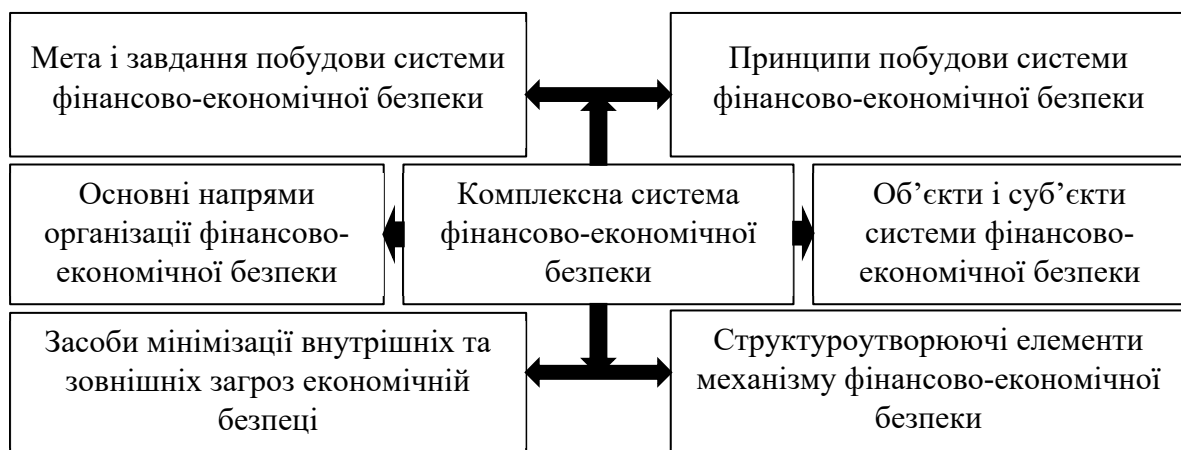 Мета і завдання побудови системи
фінансово-економічної безпеки
Принципи побудови системи
фінансово-економічної безпеки
Основні напрями
організації фінансово-
економічної безпеки
Комплексна система
фінансово-економічної
безпеки
Об’єкти і суб’єкти
системи фінансово-
економічної безпеки
Засоби мінімізації внутрішніх та
зовнішніх загроз економічній
безпеці
Структуроутворюючі елементи
механізму фінансово-економічної
безпеки